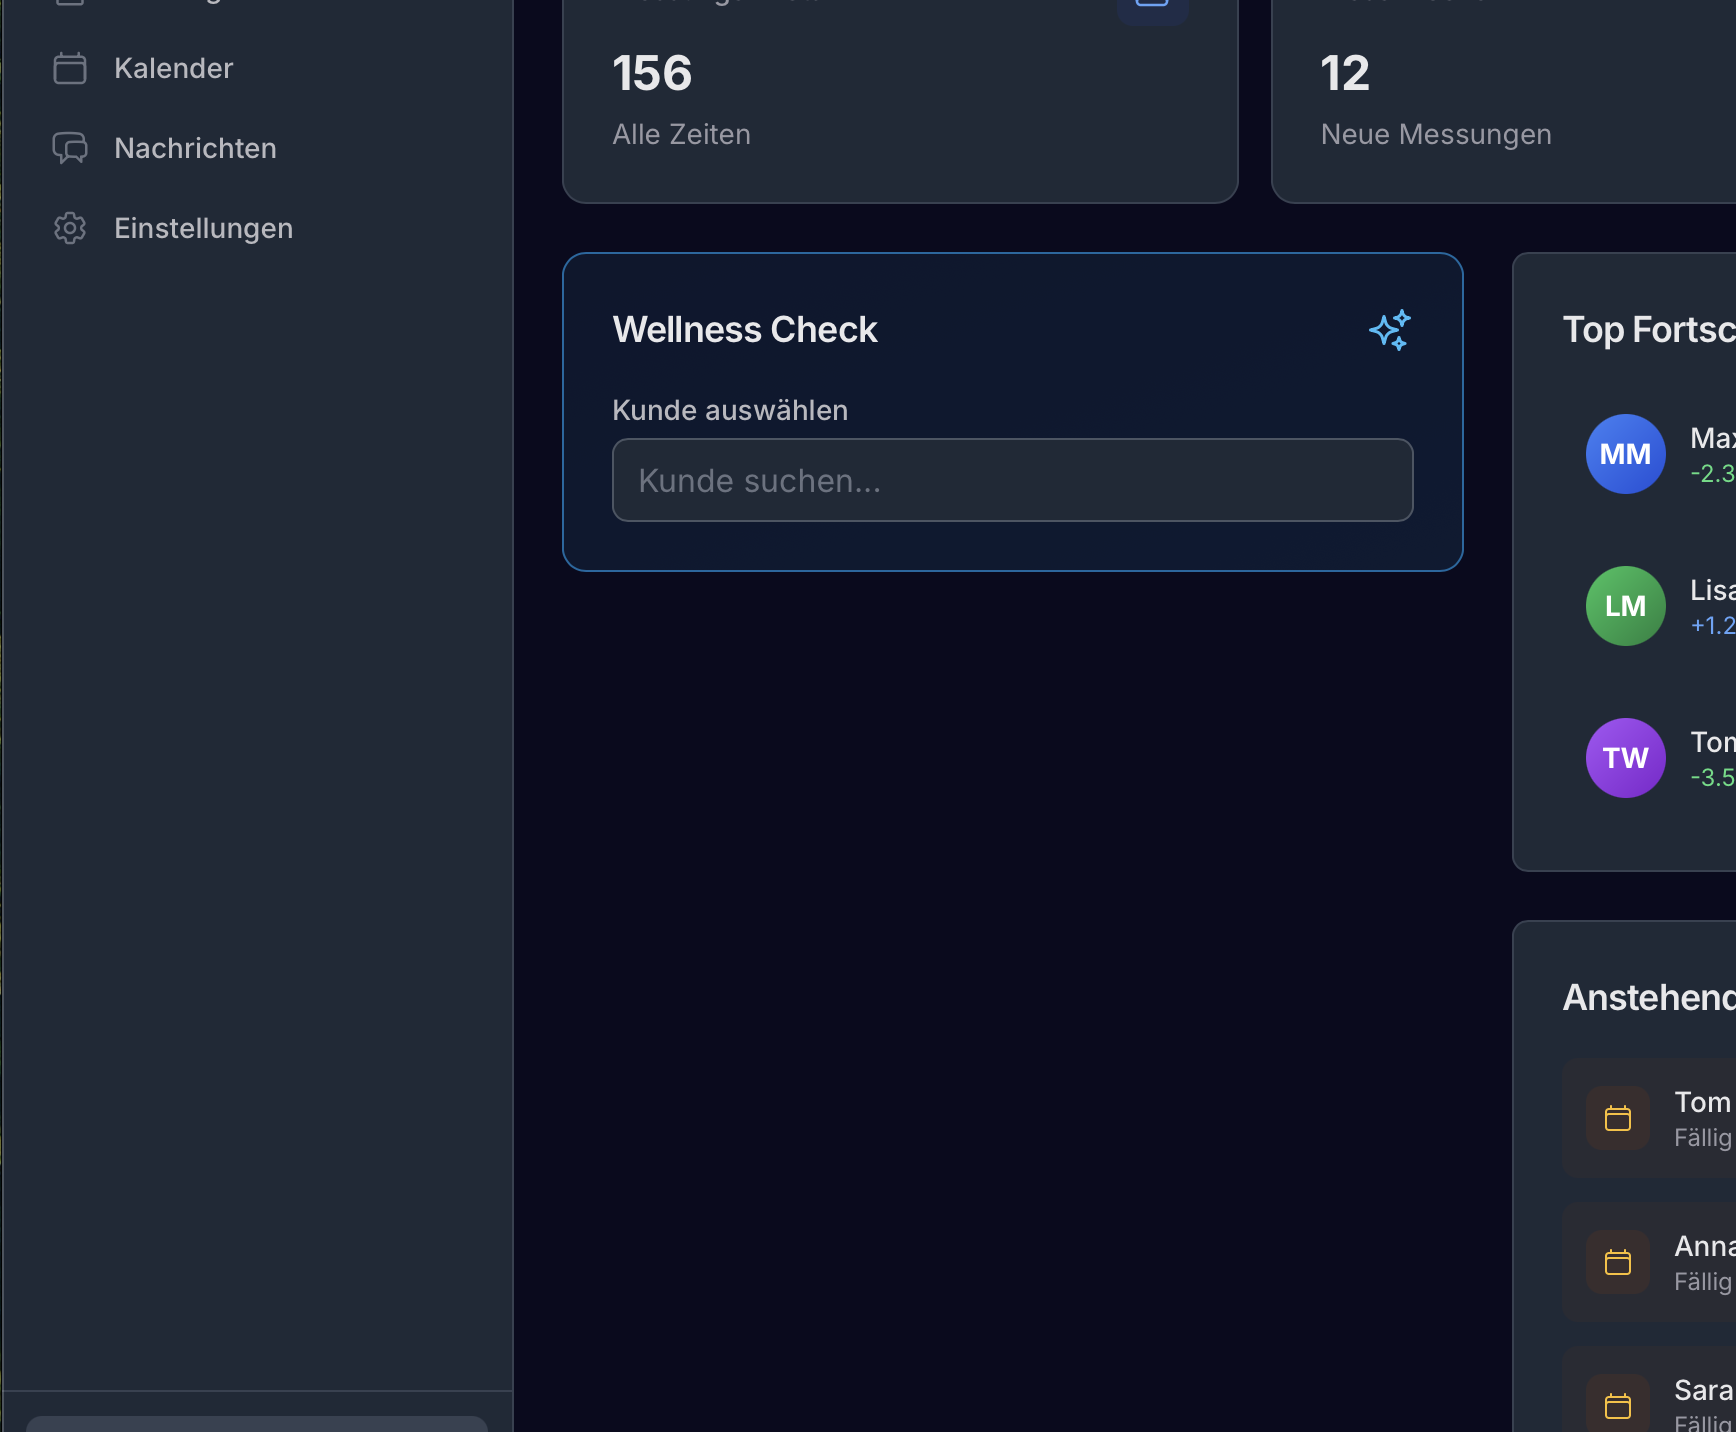 Kalender
Nachrichten
Einstellungen
156
Alle Zeiten
12
Neue Messungen
Wellness Check
Kunde auswählen
Kunde suchen...
Top Fortsc
MM
Max
-2.3
LM
Lisa
+1.2
TW
Tom
-3.5
Anstehend
Tom
Fällig
Anna
Fällig
Sara
Fällig